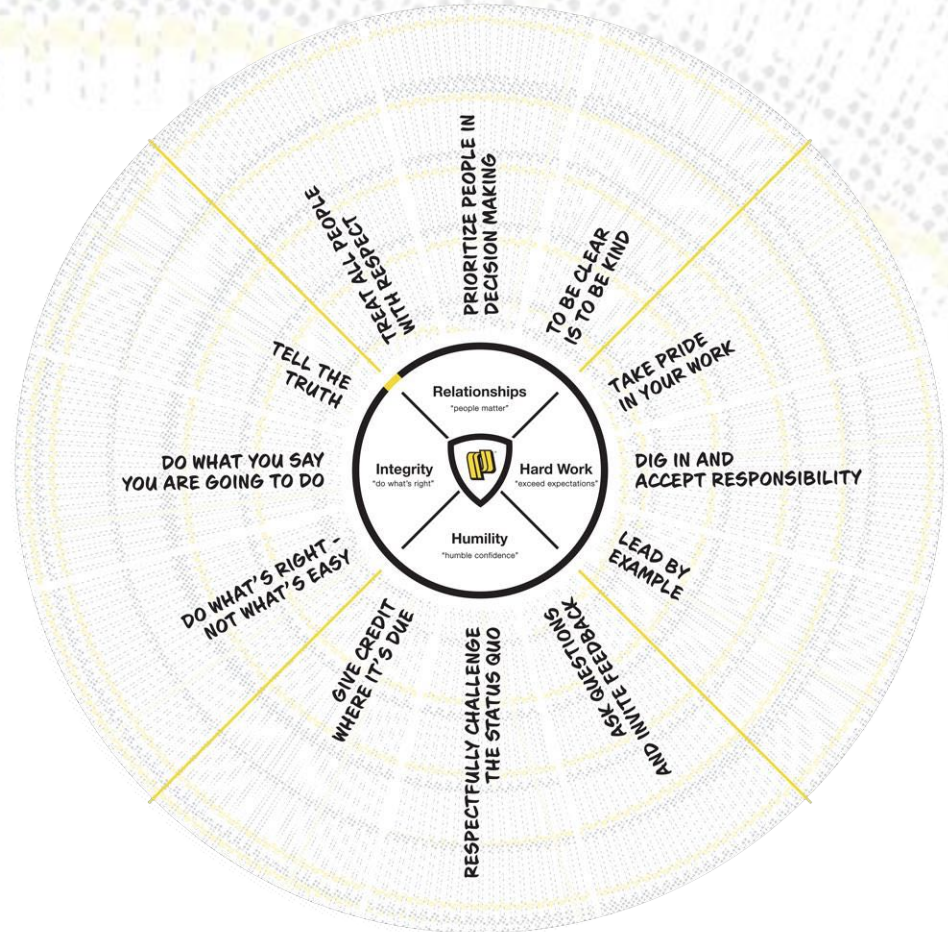 PRIORITIZE PEOPLE IN
DECISION MAKING
TREAT ALL PEOPLE
WITH RESPECT
TO BE CLEAR
IS TO BE KIND
TELL THE
TRUTH
TAKE PRIDE
IN YOUR WORK
Relationships
"people matter"
DO WHAT YOU SAY
YOU ARE GOING TO DO
Integrity
"do what's right"
Hard Work
"exceed expectations"
DIG IN AND
ACCEPT RESPONSIBILITY
Humility
"humble confidence"
DO WHAT'S RIGHT -
NOT WHAT'S EASY
LEAD BY
EXAMPLE
GIVE CREDIT
WHERE IT'S DUE
RESPECTFULLY CHALLENGE
THE STATUS QUO
ASK QUESTIONS
AND INVITE FEEDBACK